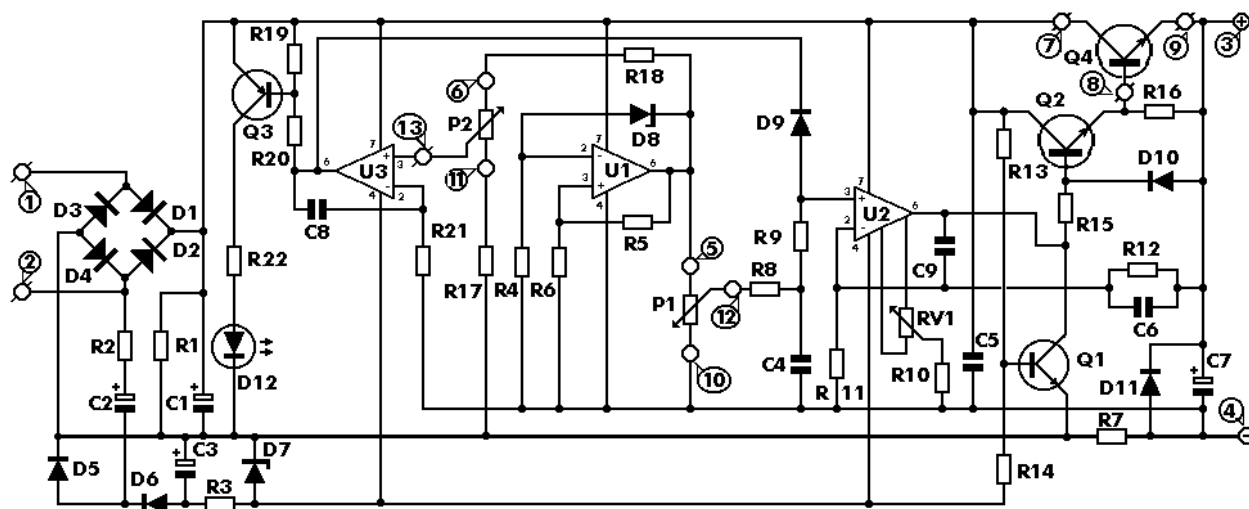 R19
7
9
3
Q4
6
R18
8
R16
P2
D8
D9
Q2
Q3
13
7
R20
6
+
3
U3
-
4
2
11
7
2
-
U1
6
3
+
4
R13
D10
1
D3
D1
C8
7
3
+
U2
6
2
-
4
R15
R21
R5
R9
D2
2
D4
R22
R17
R4
R6
5
P1
R8
12
C9
R12
C6
R2
R1
RV1
C5
Q1
D12
10
C4
R 11
R10
D11
C7
+
C2
+
C1
+
4
R7
-
+
C3
D7
D5
D6
R3
R14